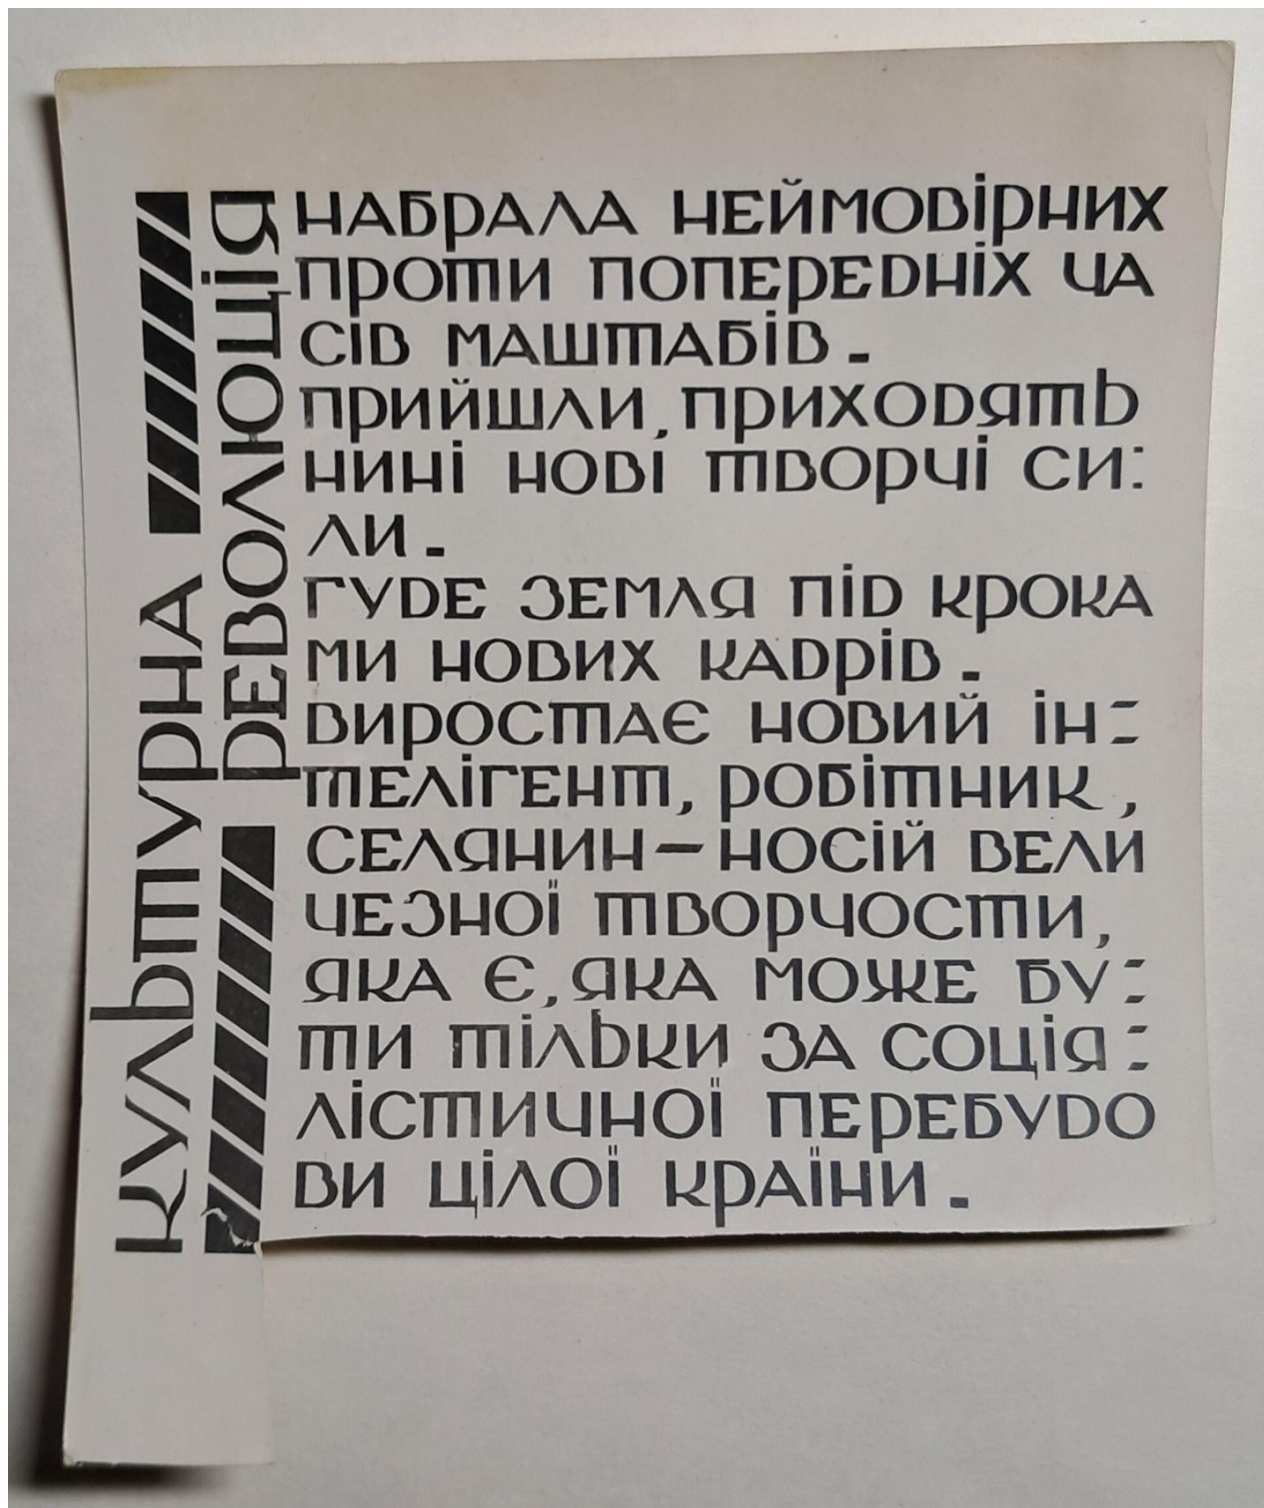 КУЛЬТУРНА
РЕВОЛЮЦІЯ
НАБРАЛА НЕЙМОВІРНИХ
ПРОТИ ПОПЕРЕДНІХ ЧА
СІВ МАШТАБІВ.
ПРИЙШЛИ, ПРИХОДЯТЬ
НИНІ НОВІ ТВОРЧІ СИ:
ЛИ.
ГУДЕ ЗЕМЛЯ ПІД КРОКА
МИ НОВИХ КАДРІВ.
ВИРОСТАЄ НОВИЙ ІН=
ТЕЛІГЕНТ, РОБІТНИК,
СЕЛЯНИН — НОСІЙ ВЕЛИ
ЧЕЗНОЇ ТВОРЧОСТИ,
ЯКА Є, ЯКА МОЖЕ БУ=
ТИ ТІЛЬКИ ЗА СОЦІЯ=
ЛІСТИЧНОЇ ПЕРЕБУДО
ВИ ЦІЛОЇ КРАЇНИ.